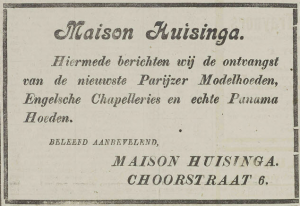 Maison Huisinga.
Hiermede berichten wij de ontvangst
van de nieuwste Parijzer Modelhoeden,
Engelsche Chapelleries en echte Panama
Hoeden.
BELEEFD AANBEVELEND,
MAISON HUISINGA.
CHOORSTRAAT 6.